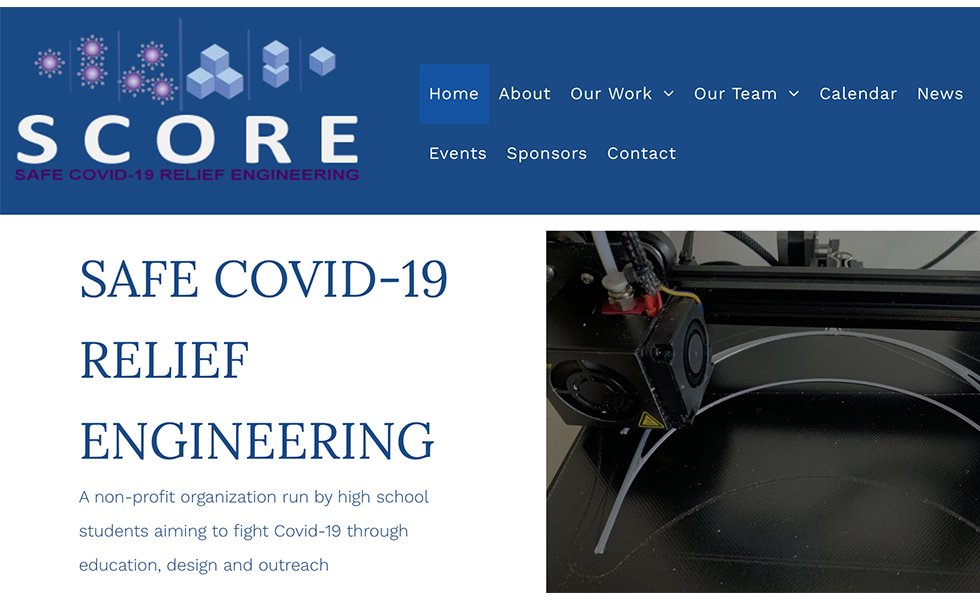 SCORE
SAFE COVID-19 RELIEF ENGINEERING
Home About Our Work Our Team Calendar News
Events Sponsors Contact
SAFE COVID-19
RELIEF
ENGINEERING
A non-profit organization run by high school
students aiming to fight Covid-19 through
education, design and outreach